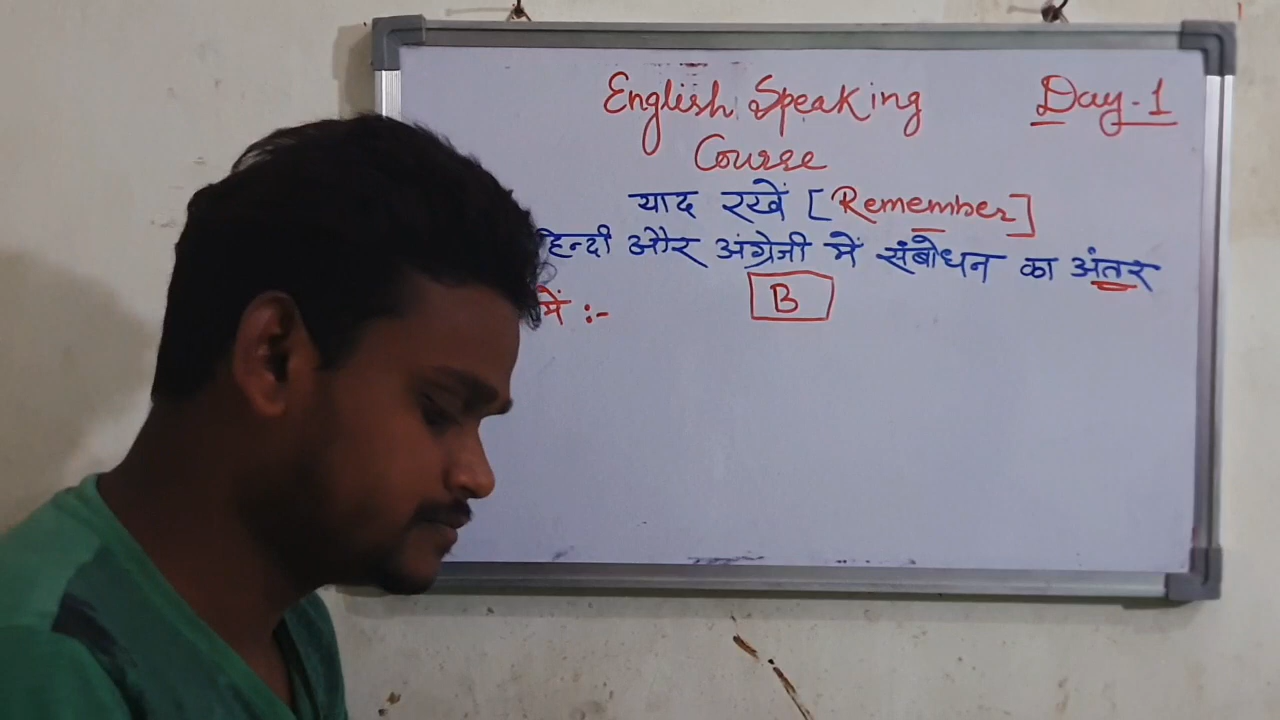 English Speaking Day-1
Course
याद रखें [Remember]
हिन्दी और अंग्रेजी में संबोधन का अंतर
में :- B